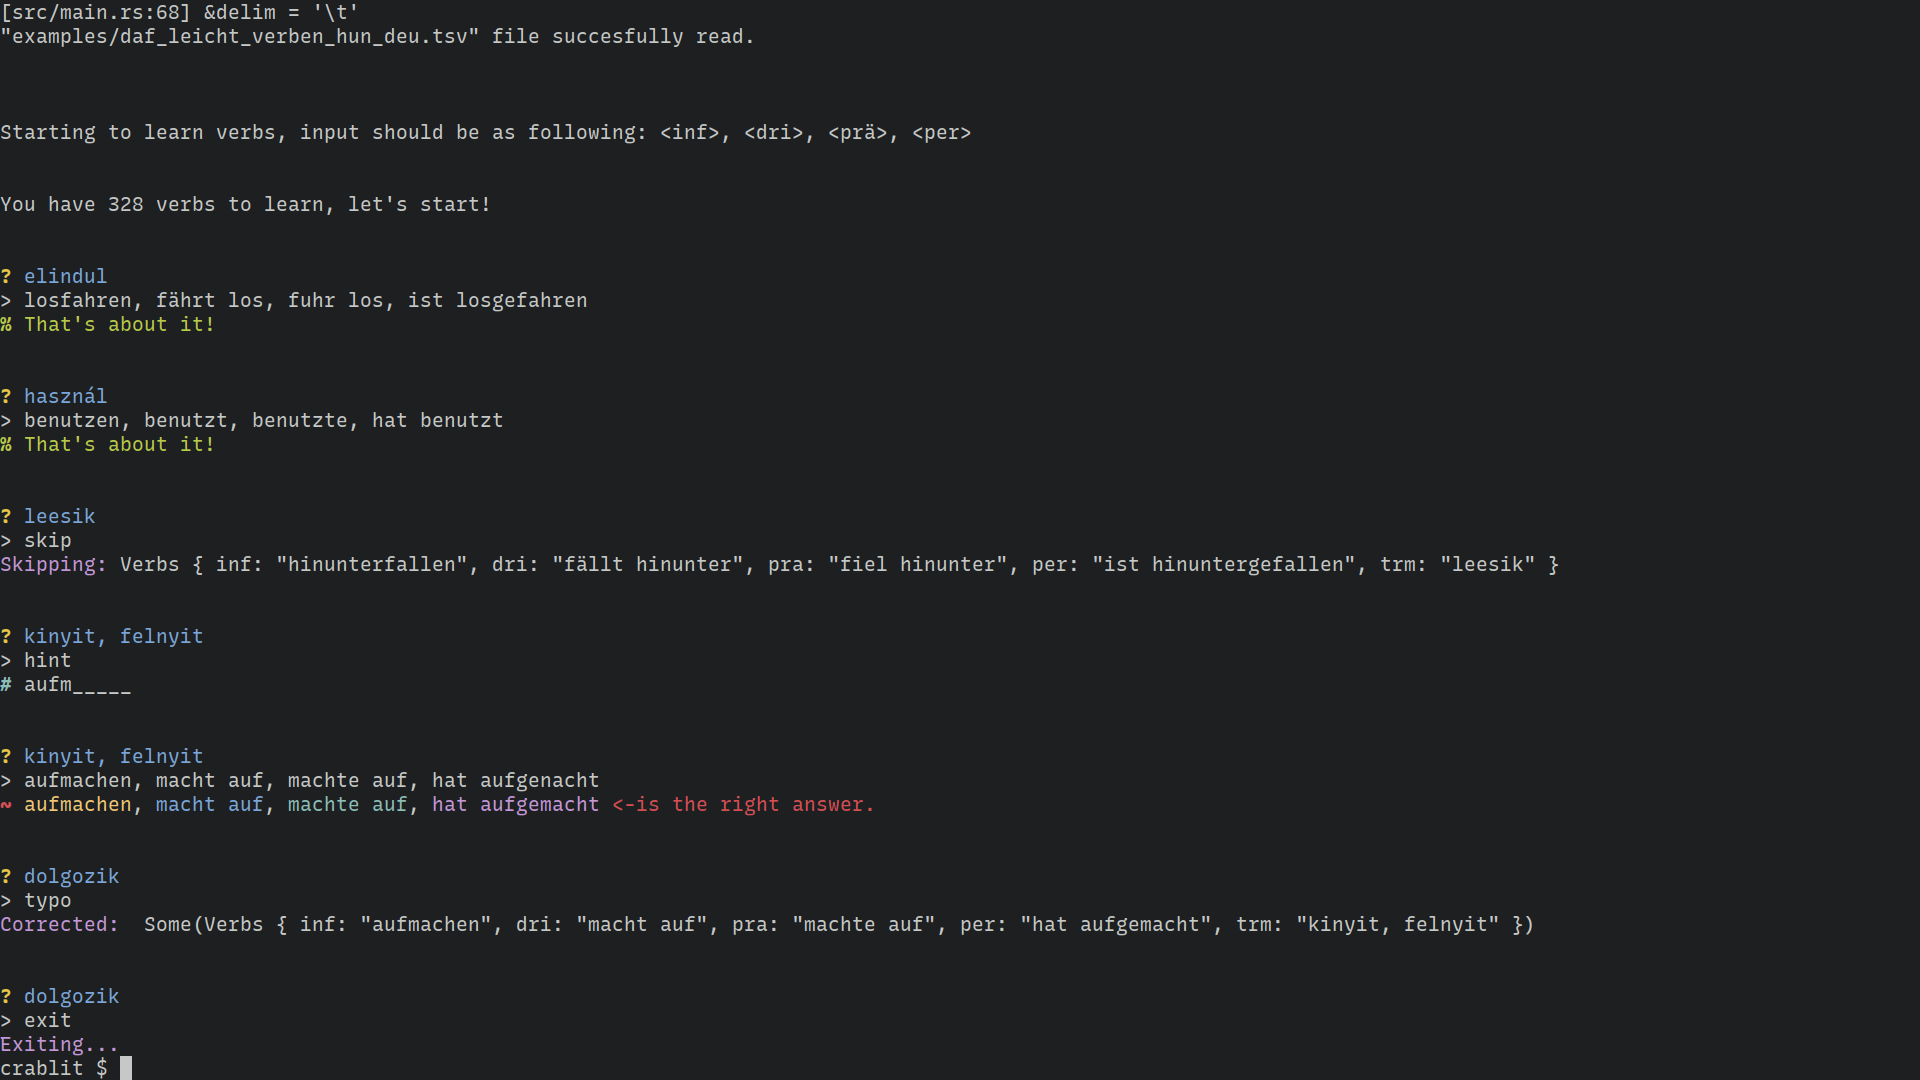 [src/main.rs:68] &delim = '\t'
"examples/daf_leicht_verben_hun_deu.tsv" file succesfully read.
Starting to learn verbs, input should be as following: <inf>, <dri>, <prä>, <per>
You have 328 verbs to learn, let's start!
? elindul
> losfahren, fährt los, fuhr los, ist losgefahren
% That's about it!
? használ
> benutzen, benutzt, benutzte, hat benutzt
% That's about it!
? leesik
> skip
Skipping: Verbs { inf: "hinunterfallen", dri: "fällt hinunter", pra: "fiel hinunter", per: "ist hinuntergefallen", trm: "leesik" }
? kinyit, felnyit
> hint
# aufm_____
? kinyit, felnyit
> aufmachen, macht auf, machte auf, hat aufgenacht
~ aufmachen, macht auf, machte auf, hat aufgemacht <-is the right answer.
? dolgozik
> typo
Corrected:  Some(Verbs { inf: "aufmachen", dri: "macht auf", pra: "machte auf", per: "hat aufgemacht", trm: "kinyit, felnyit" })
? dolgozik
> exit
Exiting...
crablit $